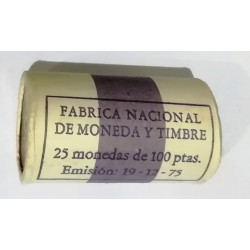 FABRICA NACIONAL
DE MONEDA Y TIMBRE
25 monedas de 100 ptas.
Emisión: 19 - 12 - 75